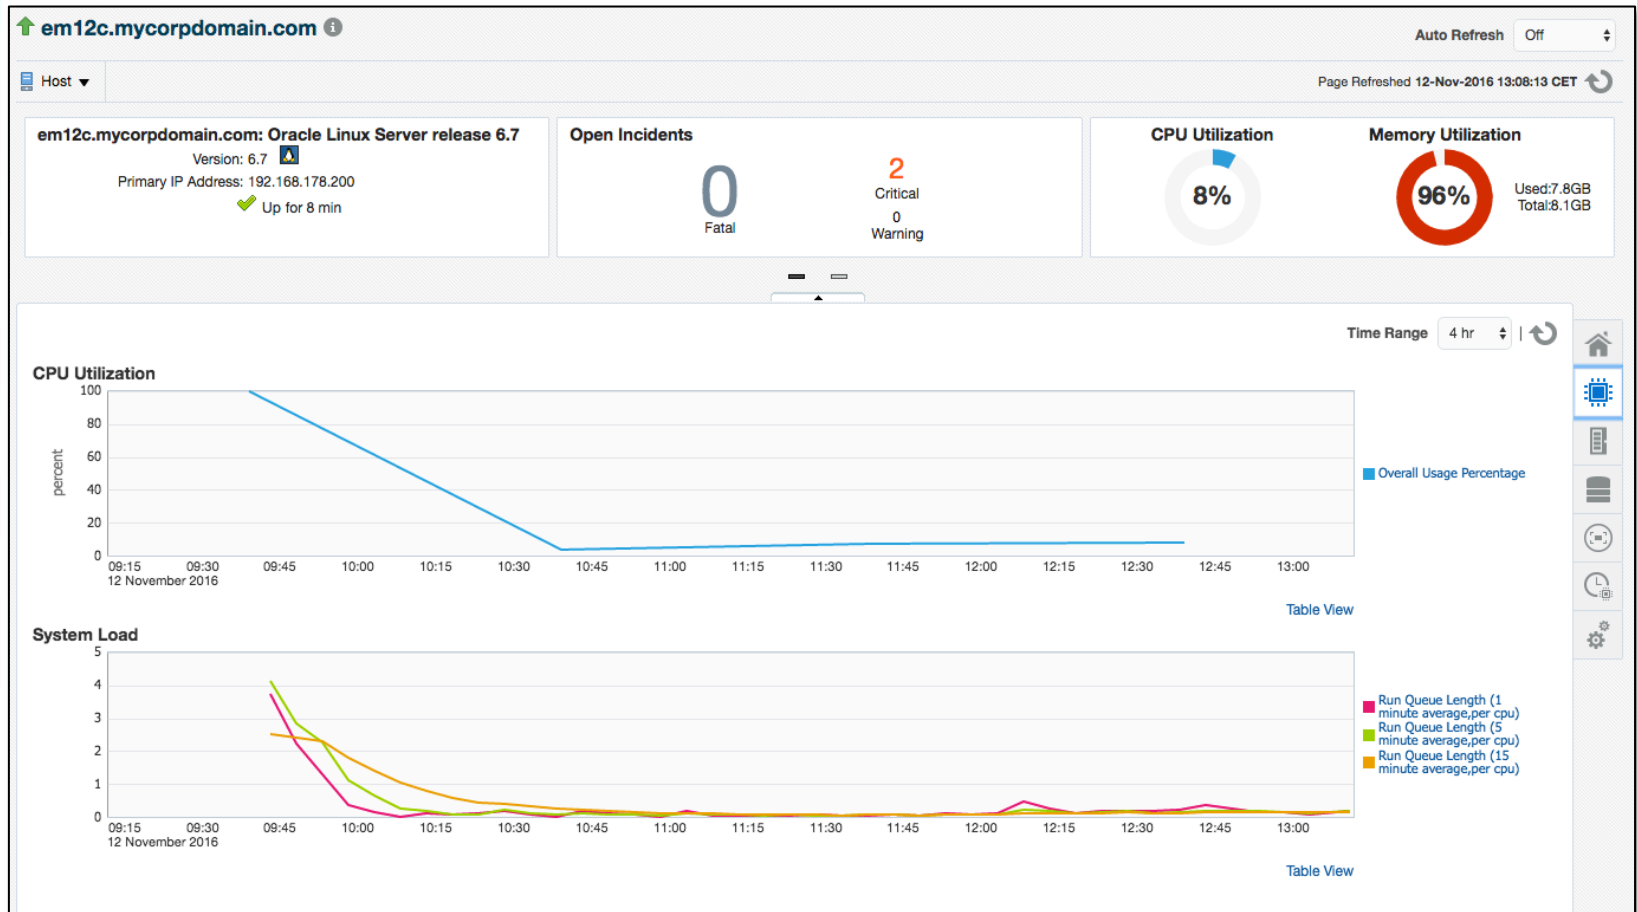 em12c.mycorpdomain.com
Auto Refresh Off
Host
Page Refreshed 12-Nov-2016 13:08:13 CET
em12c.mycorpdomain.com: Oracle Linux Server release 6.7
Version: 6.7
Primary IP Address: 192.168.178.200
Up for 8 min
Open Incidents
0
Fatal
2
Critical
0
Warning
CPU Utilization
8%
Memory Utilization
96%
Used:7.8GB
Total:8.1GB
Time Range 4 hr
CPU Utilization
percent
100
80
60
40
20
0
09:15 09:30 09:45 10:00 10:15 10:30 10:45 11:00 11:15 11:30 11:45 12:00 12:15 12:30 12:45 13:00
12 November 2016
Overall Usage Percentage
Table View
System Load
5
4
3
2
1
0
09:15 09:30 09:45 10:00 10:15 10:30 10:45 11:00 11:15 11:30 11:45 12:00 12:15 12:30 12:45 13:00
12 November 2016
Run Queue Length (1
minute average,per cpu)
Run Queue Length (5
minute average,per cpu)
Run Queue Length (15
minute average,per cpu)
Table View